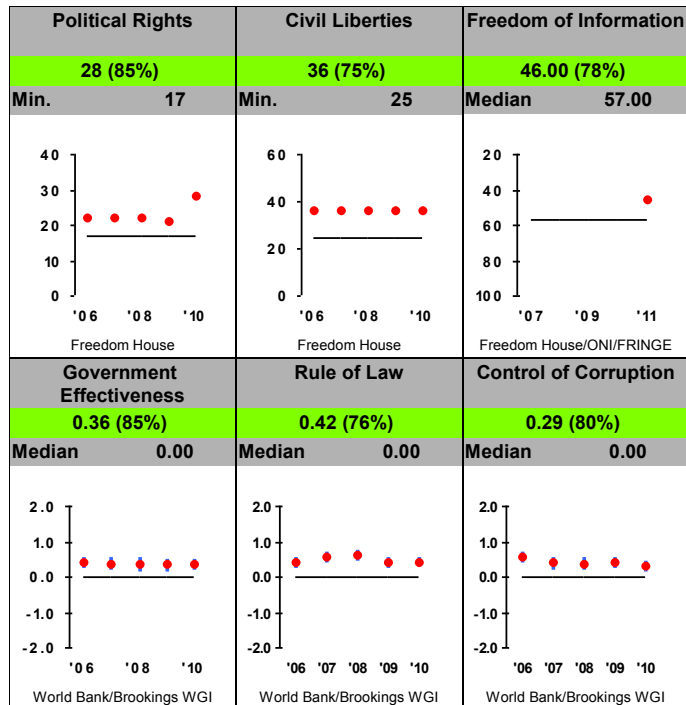 Political Rights
28 (85%)
Min. 17
40
30
20
10
0
'06 '08 '10
Freedom House
Civil Liberties
36 (75%)
Min. 25
60
40
20
0
'06 '08 '10
Freedom House
Freedom of Information
46.00 (78%)
Median 57.00
20
40
60
80
100
'07 '09 '11
Freedom House/ONI/FRINGE
Government
Effectiveness
0.36 (85%)
Median 0.00
2.0
1.0
0.0
-1.0
-2.0
'06 '08 '10
World Bank/Brookings WGI
Rule of Law
0.42 (76%)
Median 0.00
2.0
1.0
0.0
-1.0
-2.0
'06 '07 '08 '09 '10
World Bank/Brookings WGI
Control of Corruption
0.29 (80%)
Median 0.00
2.0
1.0
0.0
-1.0
-2.0
'06 '07 '08 '09 '10
World Bank/Brookings WGI